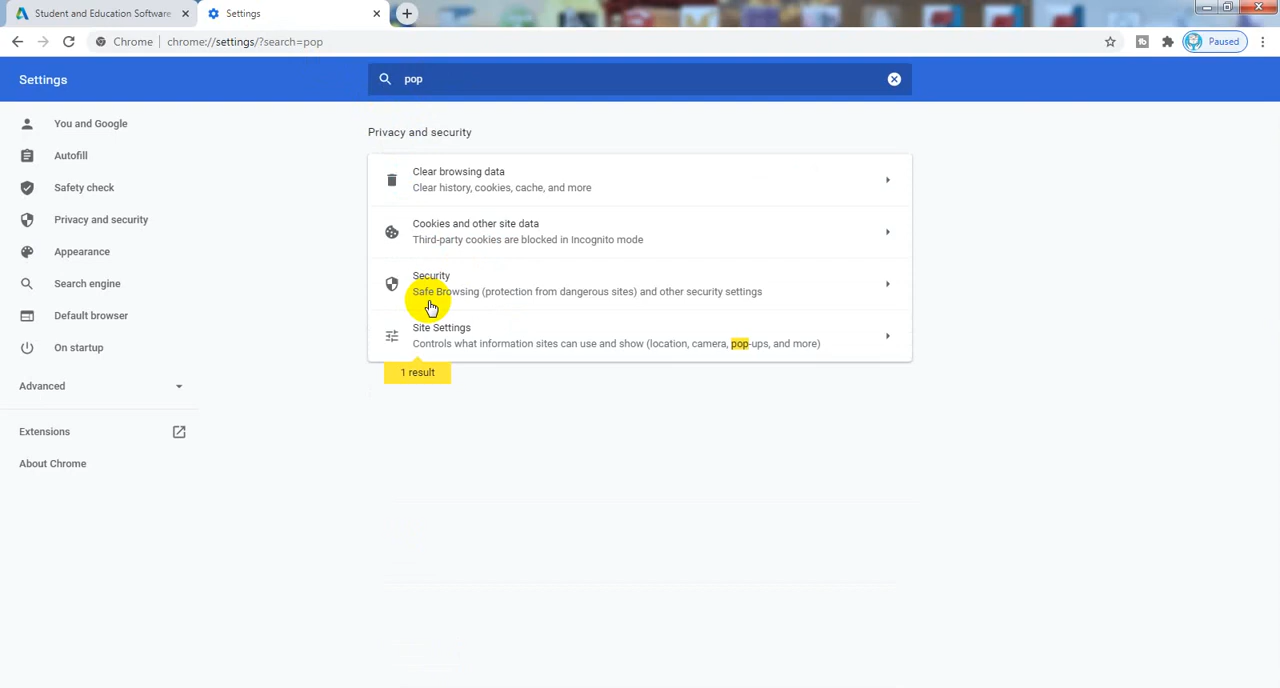 Student and Education Software
Settings
Chrome
chrome://settings/?search=pop
Paused
Settings
pop
You and Google
Autofill
Safety check
Privacy and security
Appearance
Search engine
Default browser
On startup
Advanced
Extensions
About Chrome
Privacy and security
Clear browsing data
Clear history, cookies, cache, and more
Cookies and other site data
Third-party cookies are blocked in Incognito mode
Security
Safe Browsing (protection from dangerous sites) and other security settings
Site Settings
Controls what information sites can use and show (location, camera, pop-ups, and more)
1 result